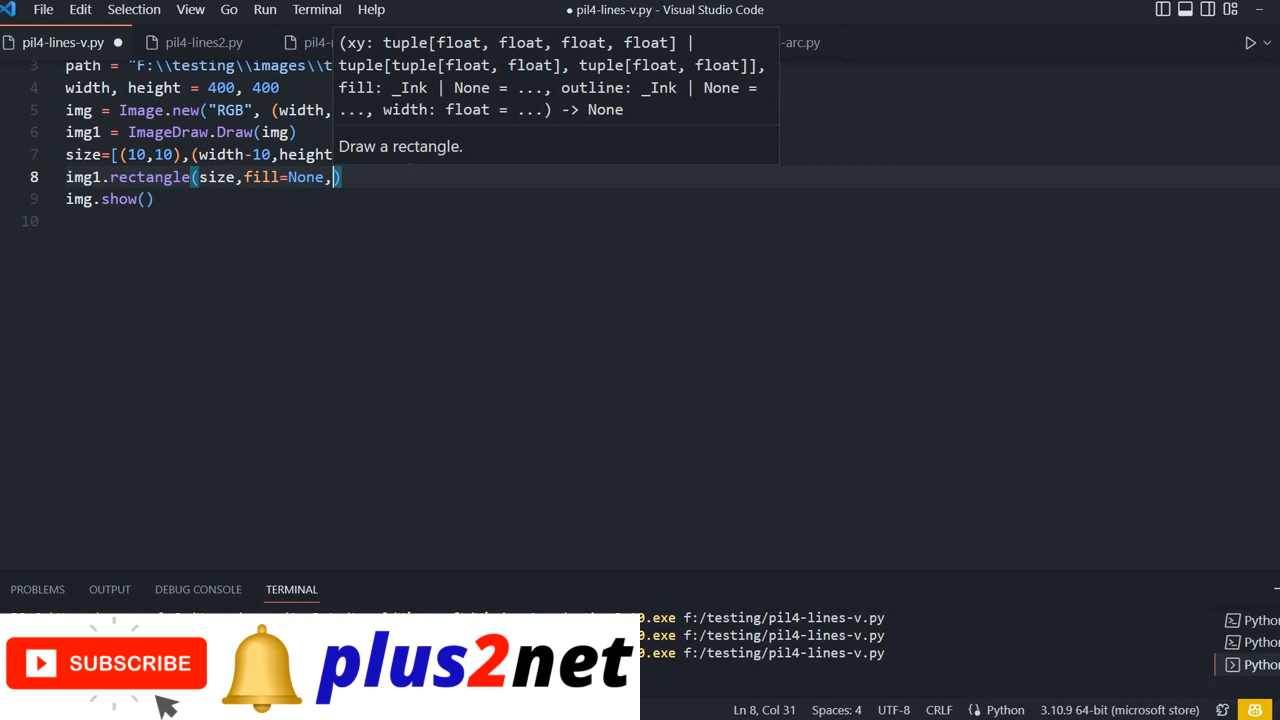 File Edit Selection View Go Run Terminal Help
● pil4-lines-v.py - Visual Studio Code
pil4-lines-v.py ● pil4-lines2.py -arc.py
(xy: tuple[float, float, float, float] |
tuple[tuple[float, float], tuple[float, float]],
fill: _Ink | None = ..., outline: _Ink | None =
..., width: float = ...) -> None
Draw a rectangle.
3 path = "F:\\testing\\images\\t
4 width, height = 400, 400
5 img = Image.new("RGB", (width,
6 img1 = ImageDraw.Draw(img)
7 size=[(10,10),(width-10,height
8 img1.rectangle(size,fill=None,)
9 img.show()
10
PROBLEMS OUTPUT DEBUG CONSOLE TERMINAL
0.exe f:/testing/pil4-lines-v.py
0.exe f:/testing/pil4-lines-v.py
0.exe f:/testing/pil4-lines-v.py
Python
Python
Python
SUBSCRIBE
plus2net
Ln 8, Col 31 Spaces: 4 UTF-8 CRLF Python 3.10.9 64-bit (microsoft store)